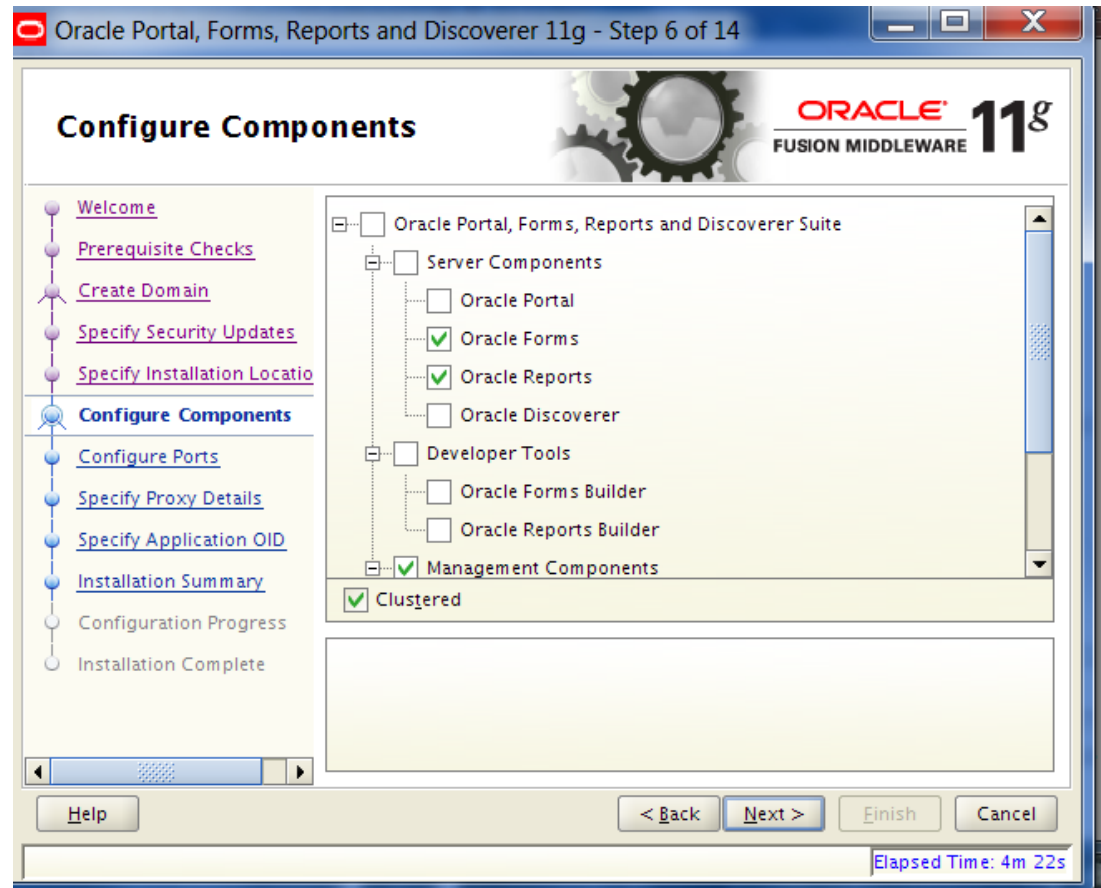 Oracle Portal, Forms, Reports and Discoverer 11g - Step 6 of 14
Configure Components
ORACLE
FUSION MIDDLEWARE
11g
Welcome
Prerequisite Checks
Create Domain
Specify Security Updates
Specify Installation Locatio
Configure Components
Configure Ports
Specify Proxy Details
Specify Application OID
Installation Summary
Configuration Progress
Installation Complete
Oracle Portal, Forms, Reports and Discoverer Suite
Server Components
Oracle Portal
Oracle Forms
Oracle Reports
Oracle Discoverer
Developer Tools
Oracle Forms Builder
Oracle Reports Builder
Management Components
Clustered
Help
< Back
Next >
Finish
Cancel
Elapsed Time: 4m 22s